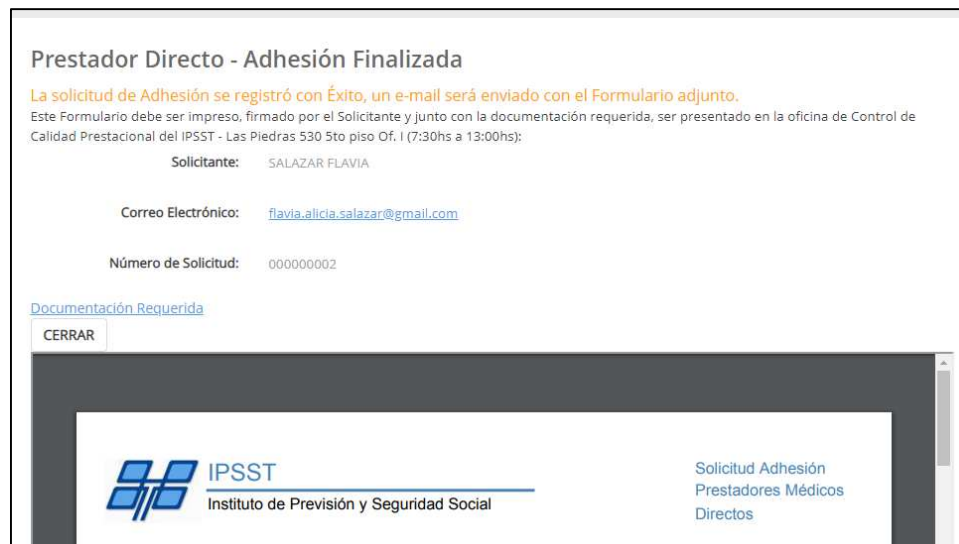 Prestador Directo - Adhesión Finalizada
La solicitud de Adhesión se registró con Éxito, un e-mail será enviado con el Formulario adjunto.
Este Formulario debe ser impreso, firmado por el Solicitante y junto con la documentación requerida, ser presentado en la oficina de Control de
Calidad Prestacional del IPSST - Las Piedras 530 5to piso Of. I (7:30hs a 13:00hs):
Solicitante: SALAZAR FLAVIA
Correo Electrónico: flavia.alicia.salazar@gmail.com
Número de Solicitud: 000000002
Documentación Requerida
CERRAR
IPSST
Instituto de Previsión y Seguridad Social
Solicitud Adhesión
Prestadores Médicos
Directos